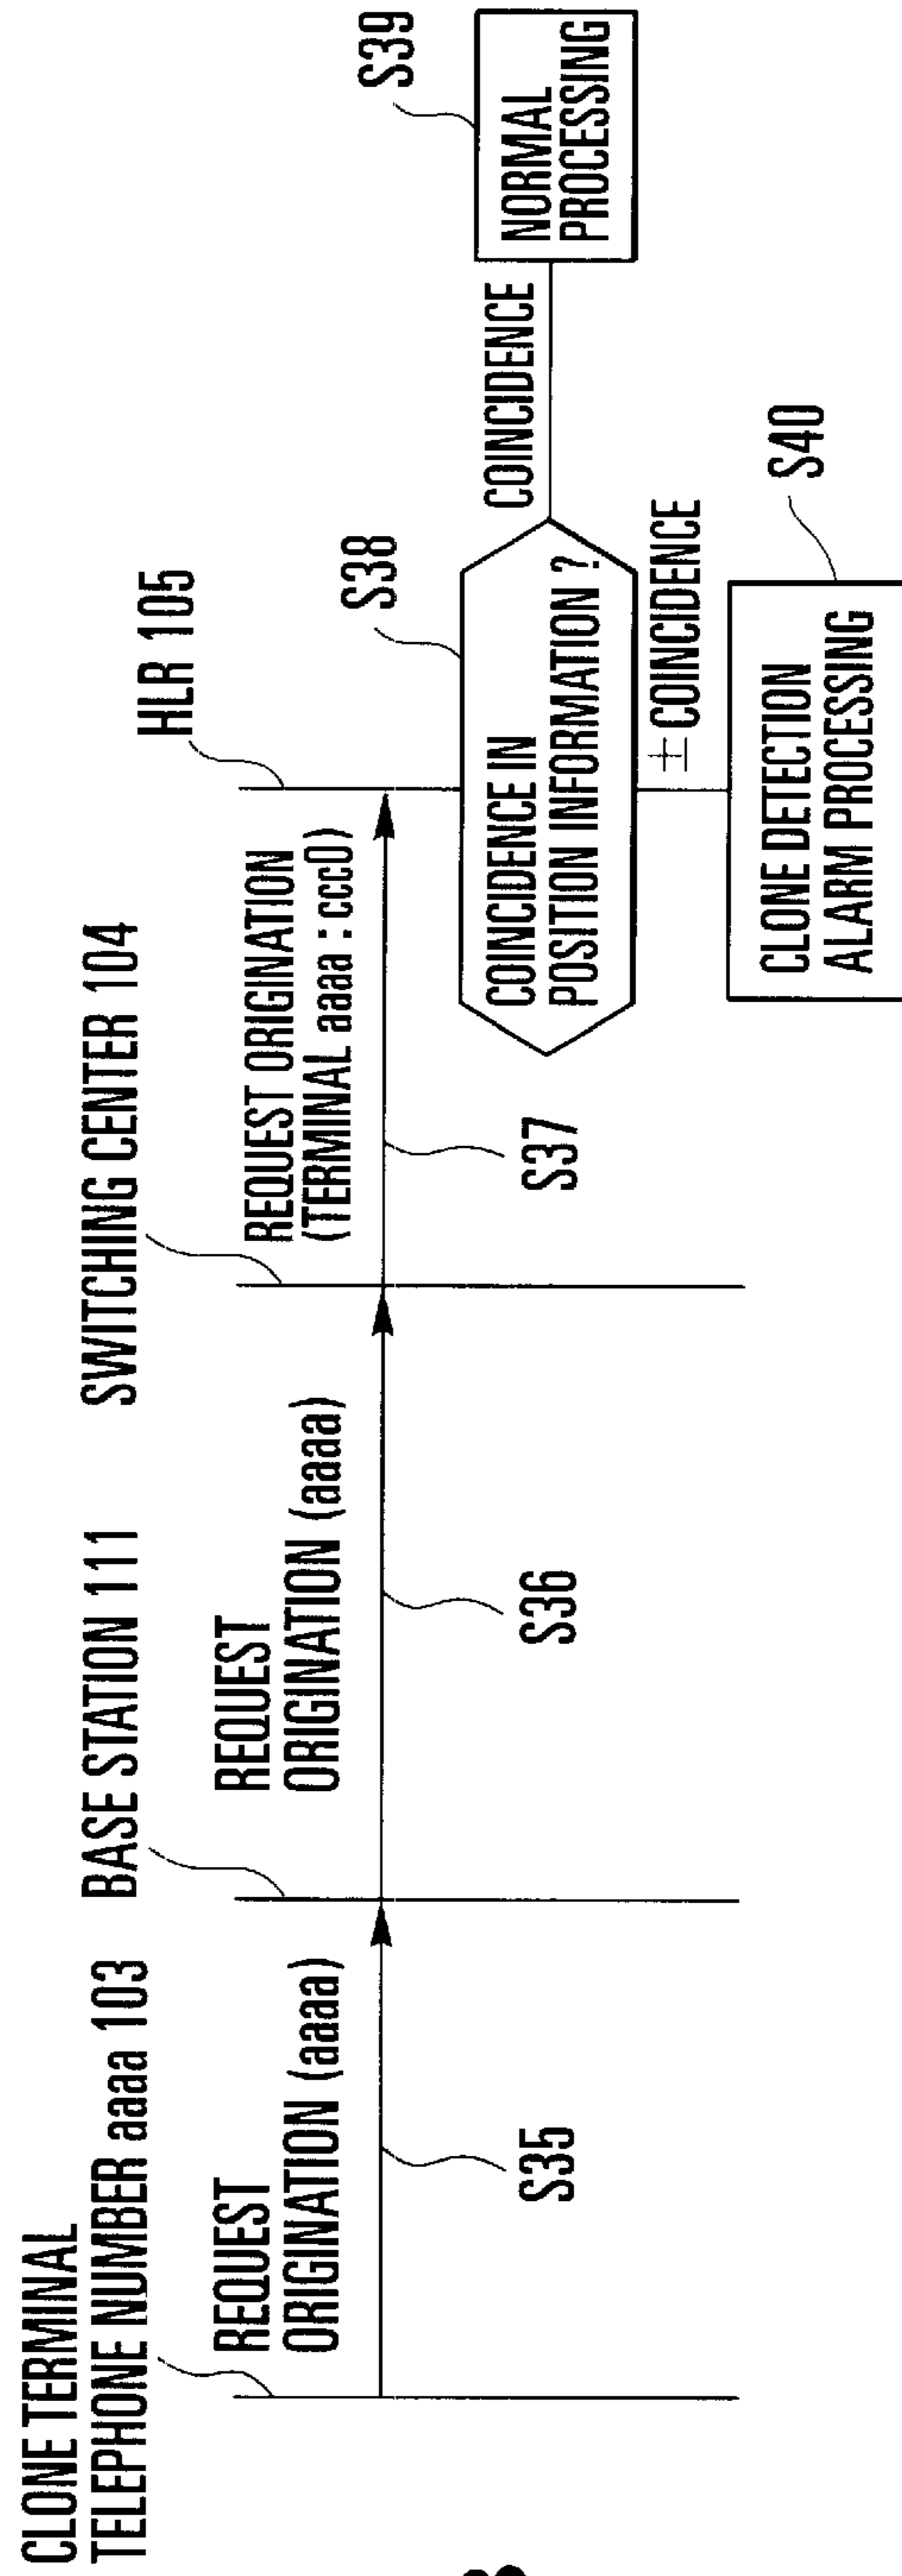 CLONE TERMINAL
TELEPHONE NUMBER aaaa 103
BASE STATION 111
SWITCHING CENTER 104
HLR 105
REQUEST
ORIGINATION (aaaa)
S35
REQUEST
ORIGINATION (aaaa)
S36
REQUEST ORIGINATION
(TERMINAL aaaa : ccc0)
S37
S38
COINCIDENCE IN
POSITION INFORMATION ?
COINCIDENCE
S39
NORMAL
PROCESSING
COINCIDENCE
S40
CLONE DETECTION
ALARM PROCESSING